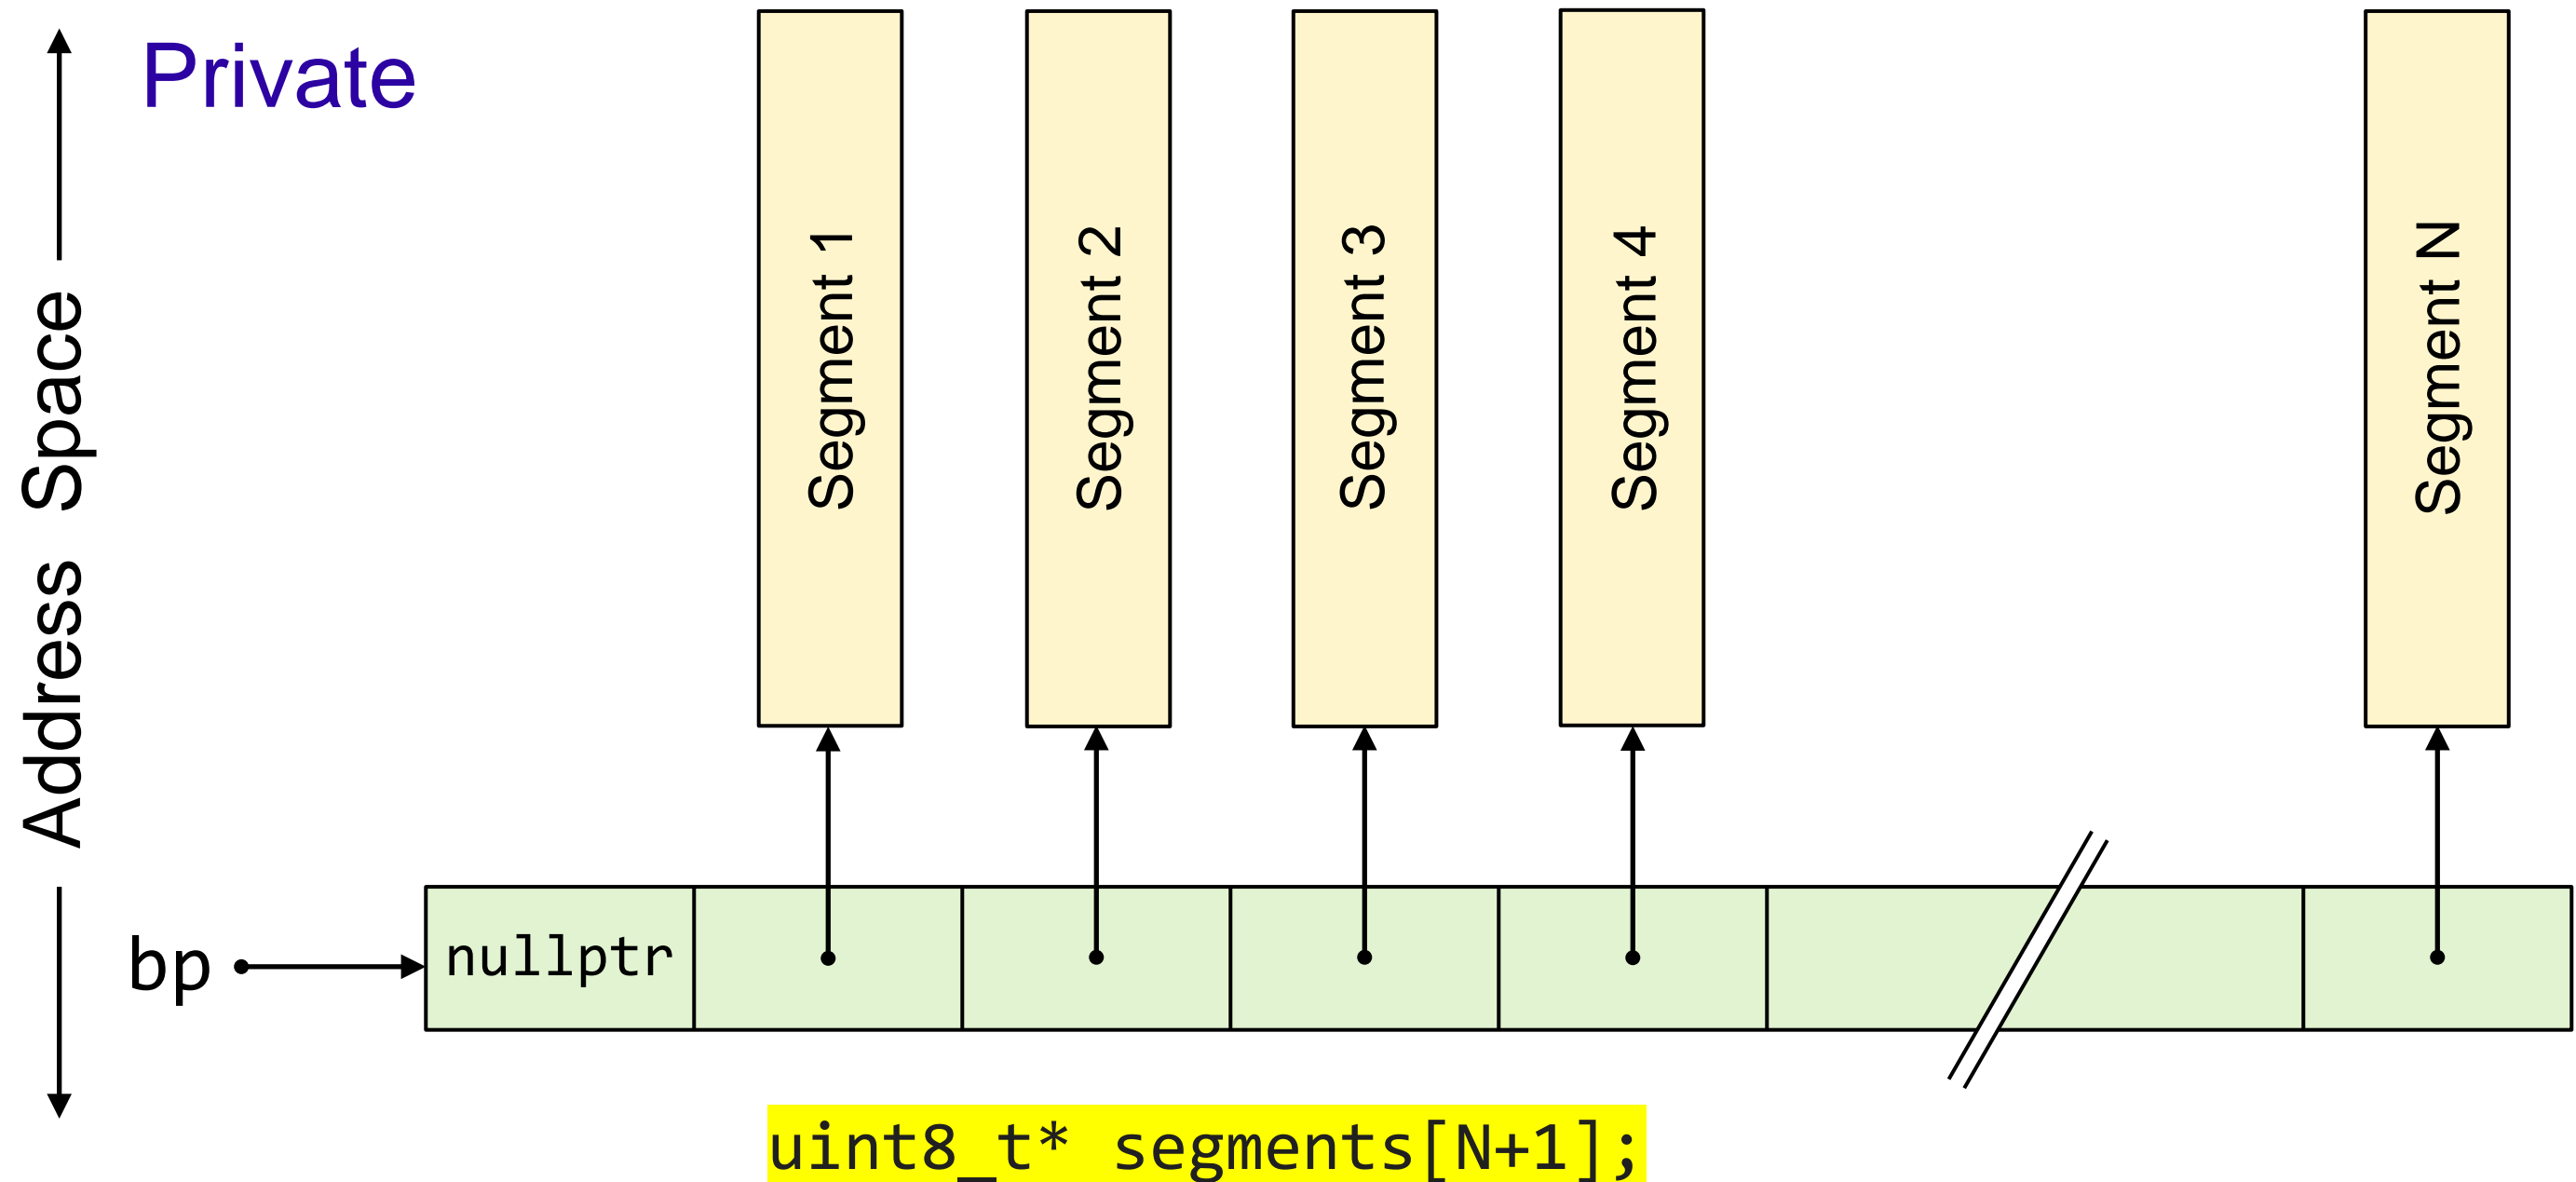 Private
Address Space
Segment 1
Segment 2
Segment 3
Segment 4
Segment N
bp
nullptr
uint8_t* segments[N+1];